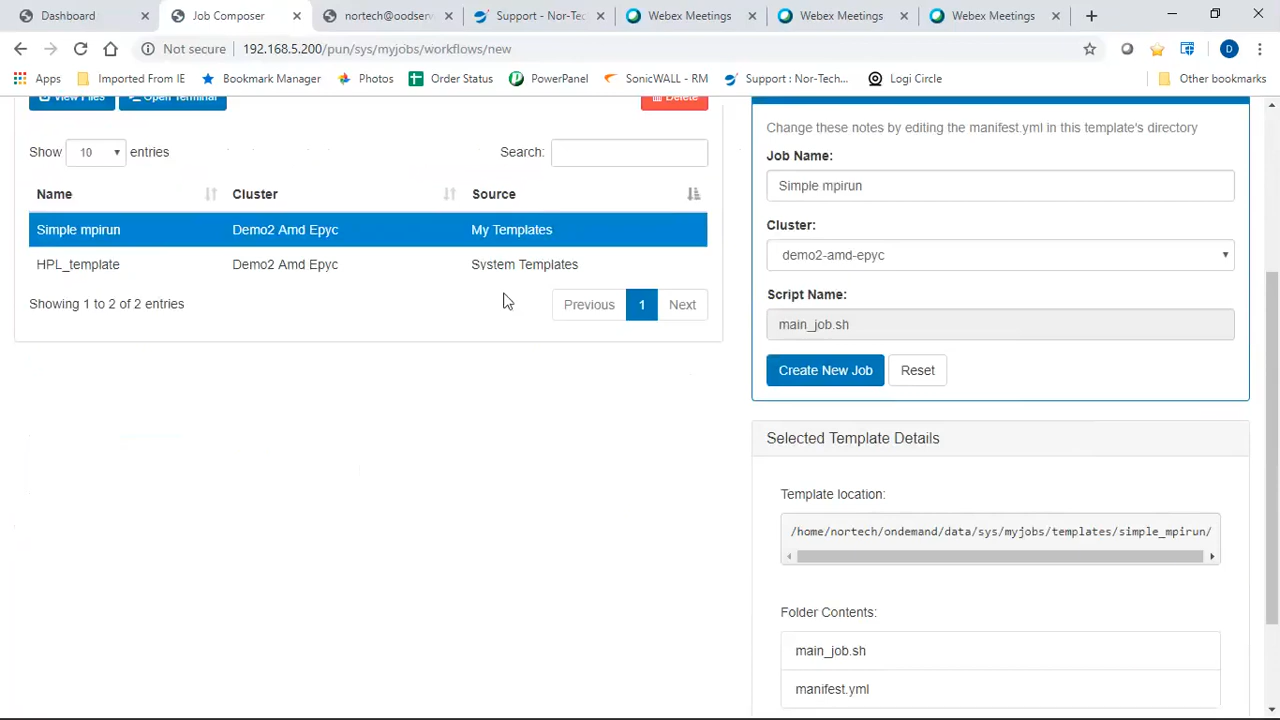 Dashboard
Job Composer
nortech@oodserv
Support - Nor-Tec
Webex Meetings
Webex Meetings
Webex Meetings
Not secure
192.168.5.200/pun/sys/myjobs/workflows/new
D
Apps
Imported From IE
Bookmark Manager
Photos
Order Status
PowerPanel
SonicWALL - RM
Support : Nor-Tech...
Logi Circle
Other bookmarks
View Files
Open Terminal
Delete
Show 10 entries
Search:
Name Cluster Source
Simple mpirun Demo2 Amd Epyc My Templates
HPL_template Demo2 Amd Epyc System Templates
Showing 1 to 2 of 2 entries
Previous 1 Next
Change these notes by editing the manifest.yml in this template's directory
Job Name:
Simple mpirun
Cluster:
demo2-amd-epyc
Script Name:
main_job.sh
Create New Job Reset
Selected Template Details
Template location:
/home/nortech/ondemand/data/sys/myjobs/templates/simple_mpirun/
Folder Contents:
main_job.sh
manifest.yml